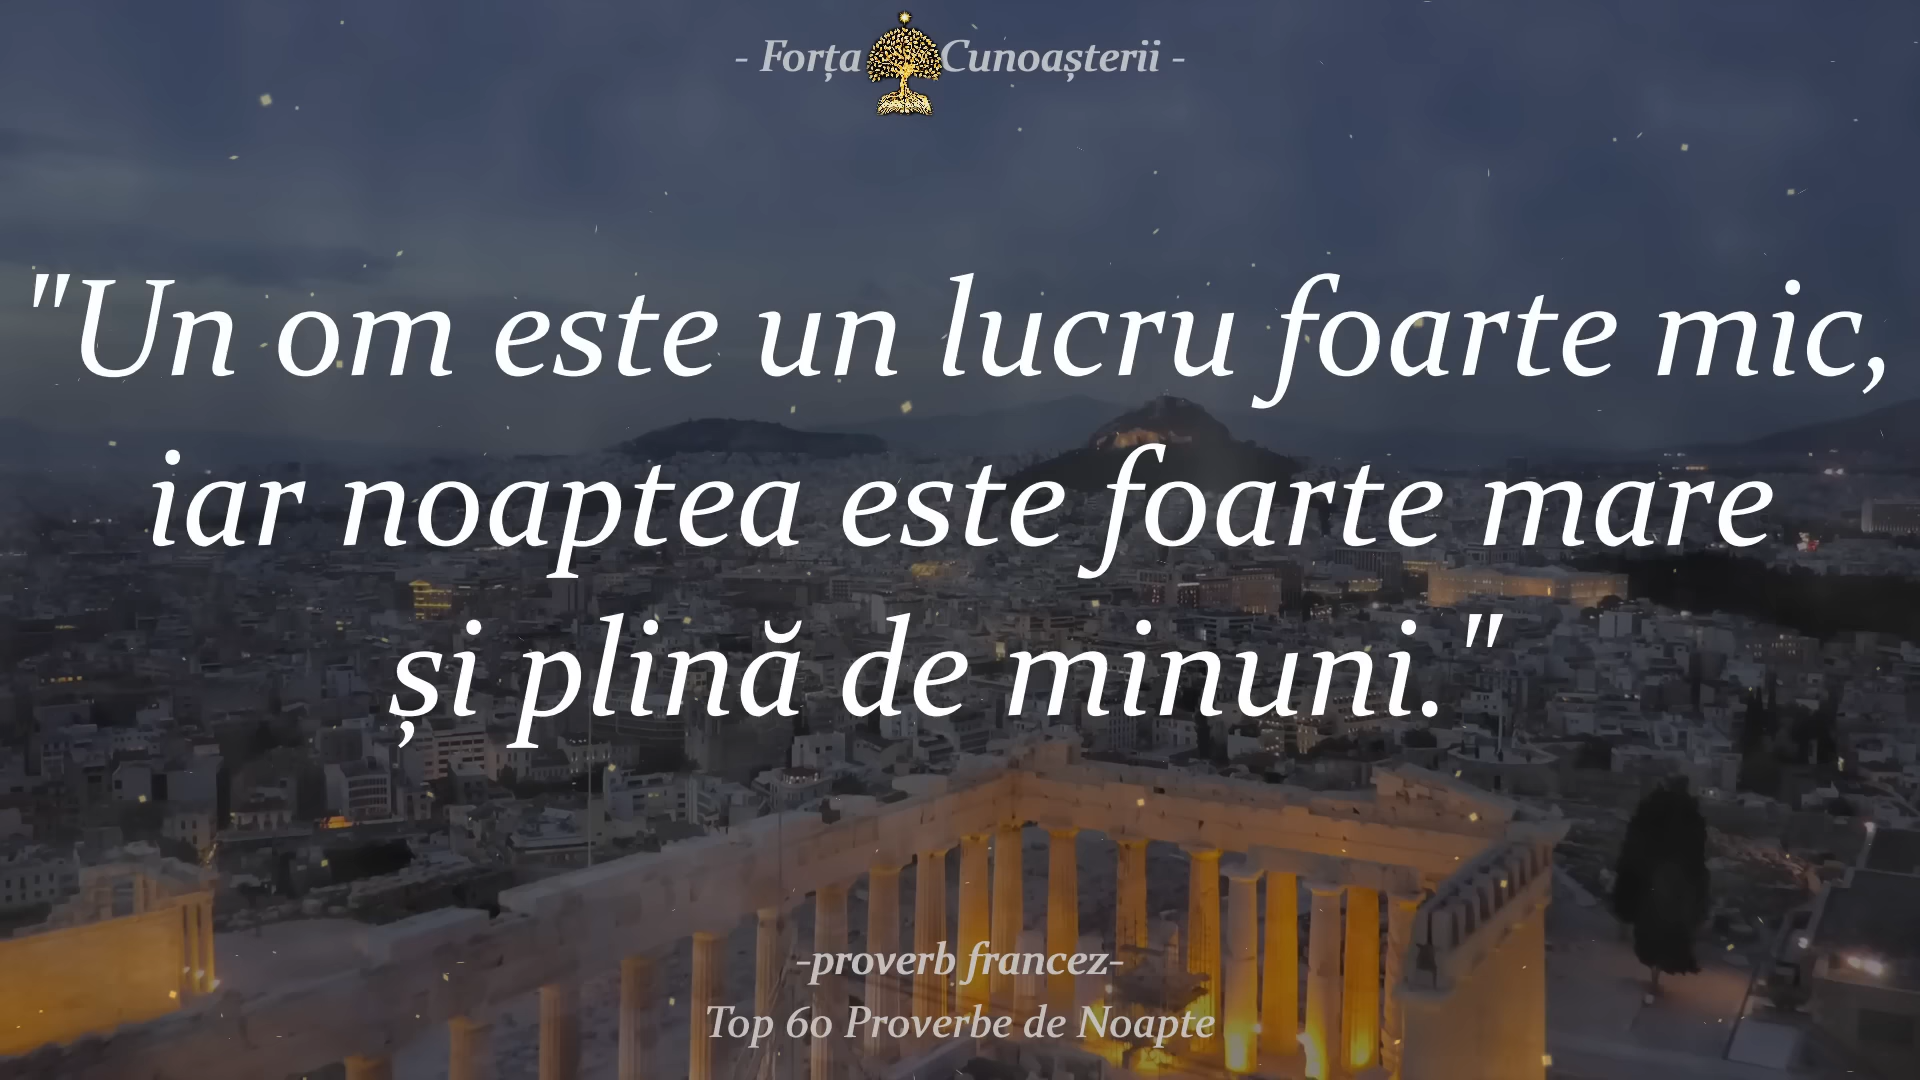 - Forța Cunoașterii -
"Un om este un lucru foarte mic,
iar noaptea este foarte mare
și plină de minuni."
-proverb francez-
Top 60 Proverbe de Noapte